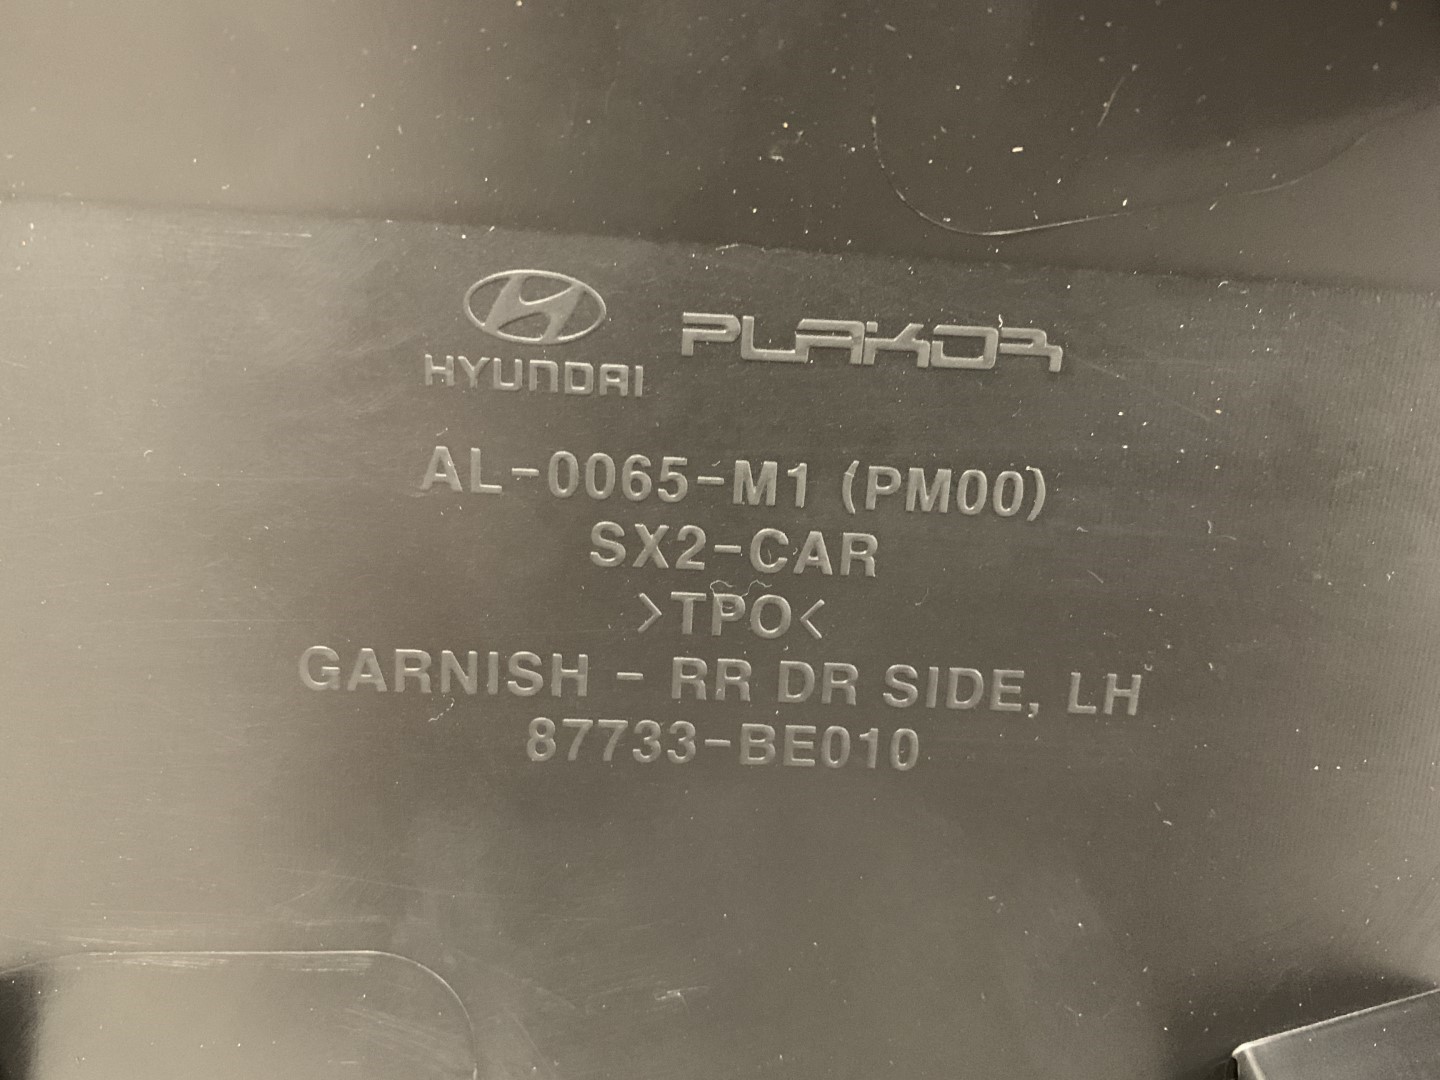 HYUNDAI PLAKOR
AL-0065-M1 (PM00)
SX2-CAR
>TPO<
GARNISH - RR DR SIDE, LH
87733-BE010